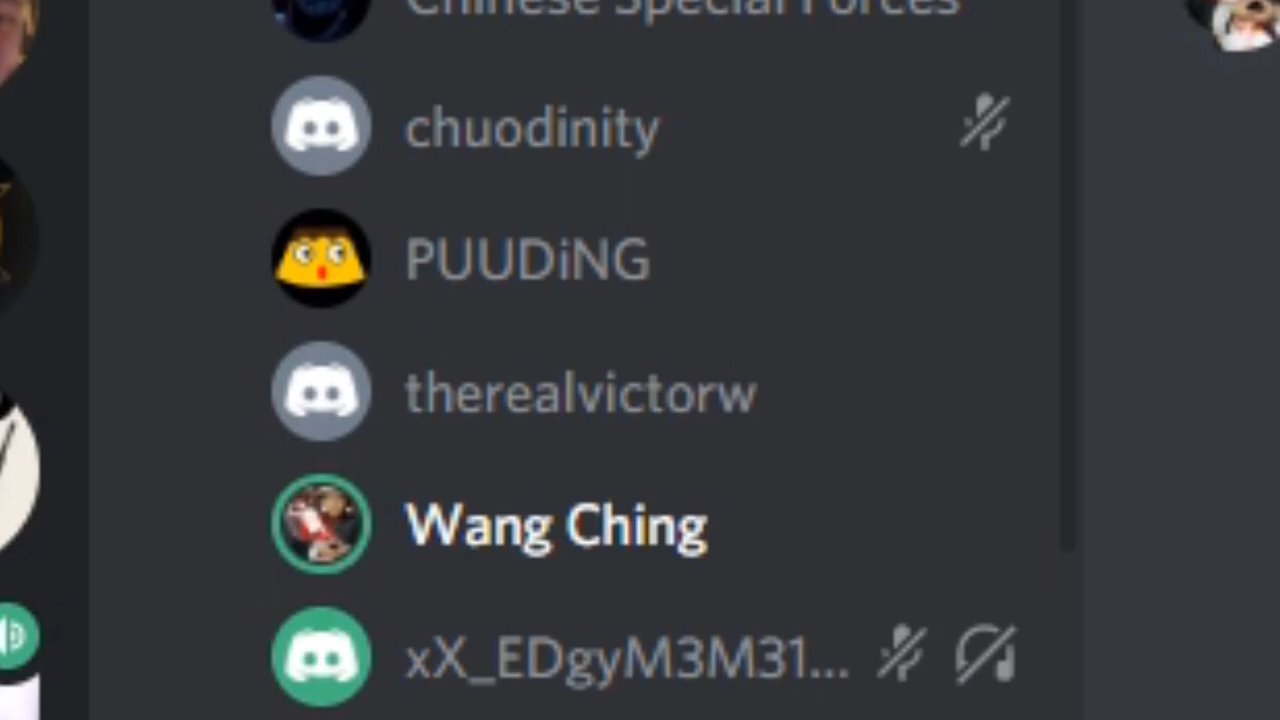 Chinese Special Forces
chuodinity
PUUDiNG
therealvictorw
Wang Ching
xX_EDgyM3M31...